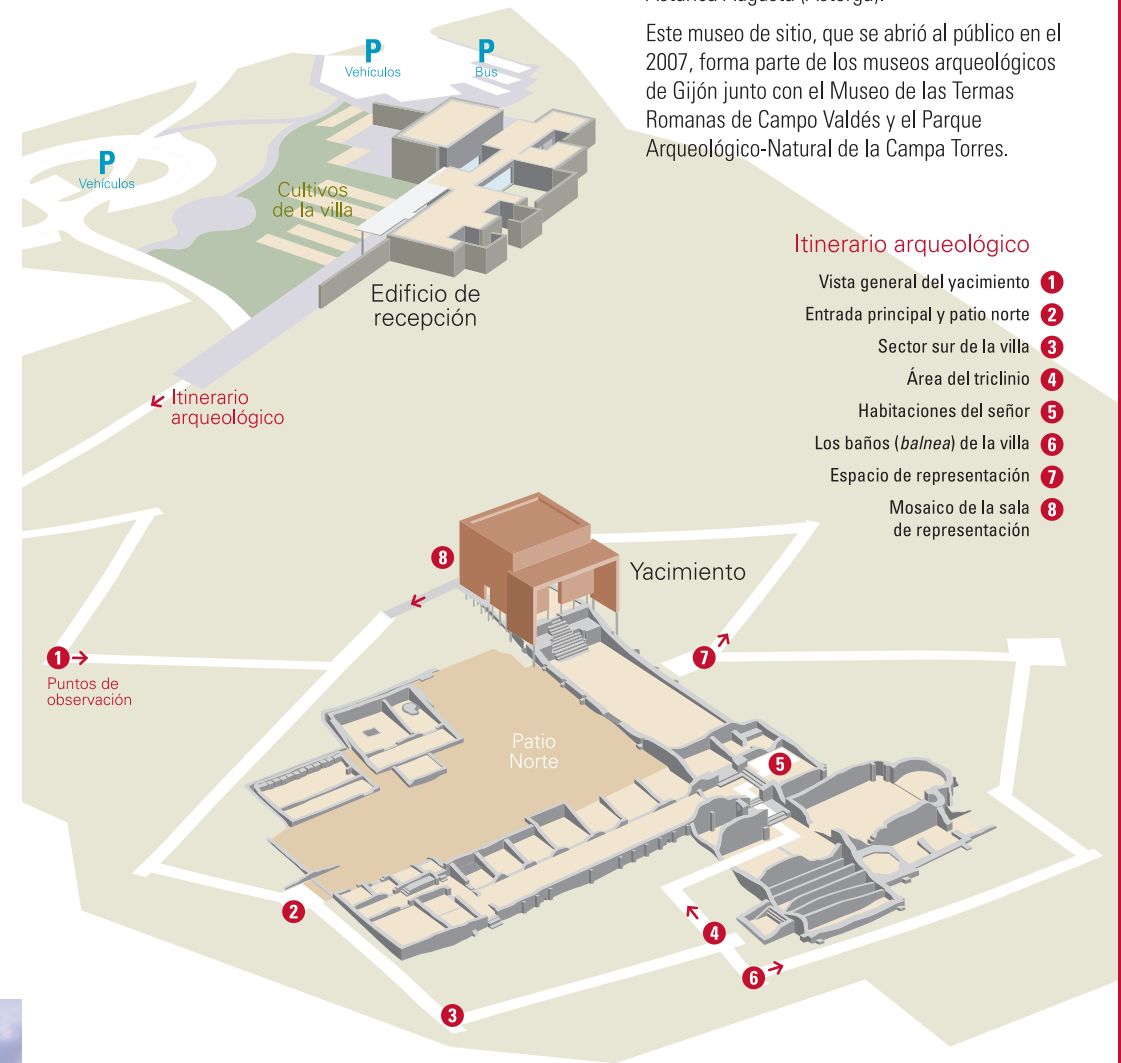 Este museo de sitio, que se abrió al público en el
2007, forma parte de los museos arqueológicos
de Gijón junto con el Museo de las Termas
Romanas de Campo Valdés y el Parque
Arqueológico-Natural de la Campa Torres.
P
Vehículos
P
Bus
P
Vehículos
Cultivos
de la villa
Edificio de
recepción
Itinerario
arqueológico
Itinerario arqueológico
Vista general del yacimiento 1
Entrada principal y patio norte 2
Sector sur de la villa 3
Área del triclinio 4
Habitaciones del señor 5
Los baños (balnea) de la villa 6
Espacio de representación 7
Mosaico de la sala 8
de representación
8
Yacimiento
1
Puntos de
observación
7
Patio
Norte
5
2
4
6
3